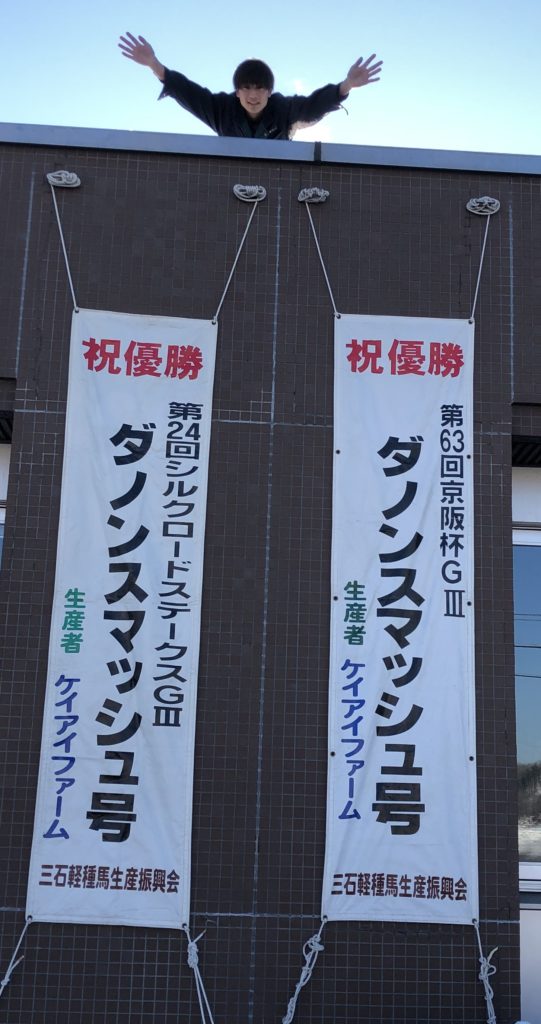 祝優勝
第24回シルクロードステークスGⅢ
ダノンスマッシュ号
生産者 ケイアイファーム
三石軽種馬生産振興会
祝優勝
第63回京阪杯GⅢ
ダノンスマッシュ号
生産者 ケイアイファーム
三石軽種馬生産振興会